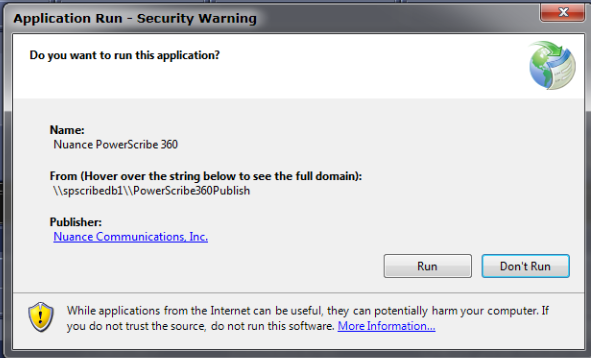 Application Run - Security Warning
Do you want to run this application?
Name:
Nuance PowerScribe 360
From (Hover over the string below to see the full domain):
\\spscribedb1\\PowerScribe360Publish
Publisher:
Nuance Communications, Inc.
Run
Don't Run
While applications from the Internet can be useful, they can potentially harm your computer. If
you do not trust the source, do not run this software. More Information...